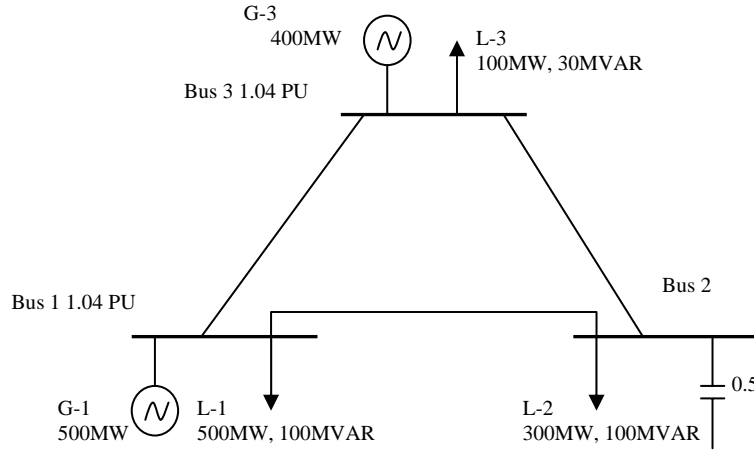 G-3
400MW
L-3
100MW, 30MVAR
Bus 3 1.04 PU
Bus 2
Bus 1 1.04 PU
0.5
G-1
500MW
L-1
500MW, 100MVAR
L-2
300MW, 100MVAR